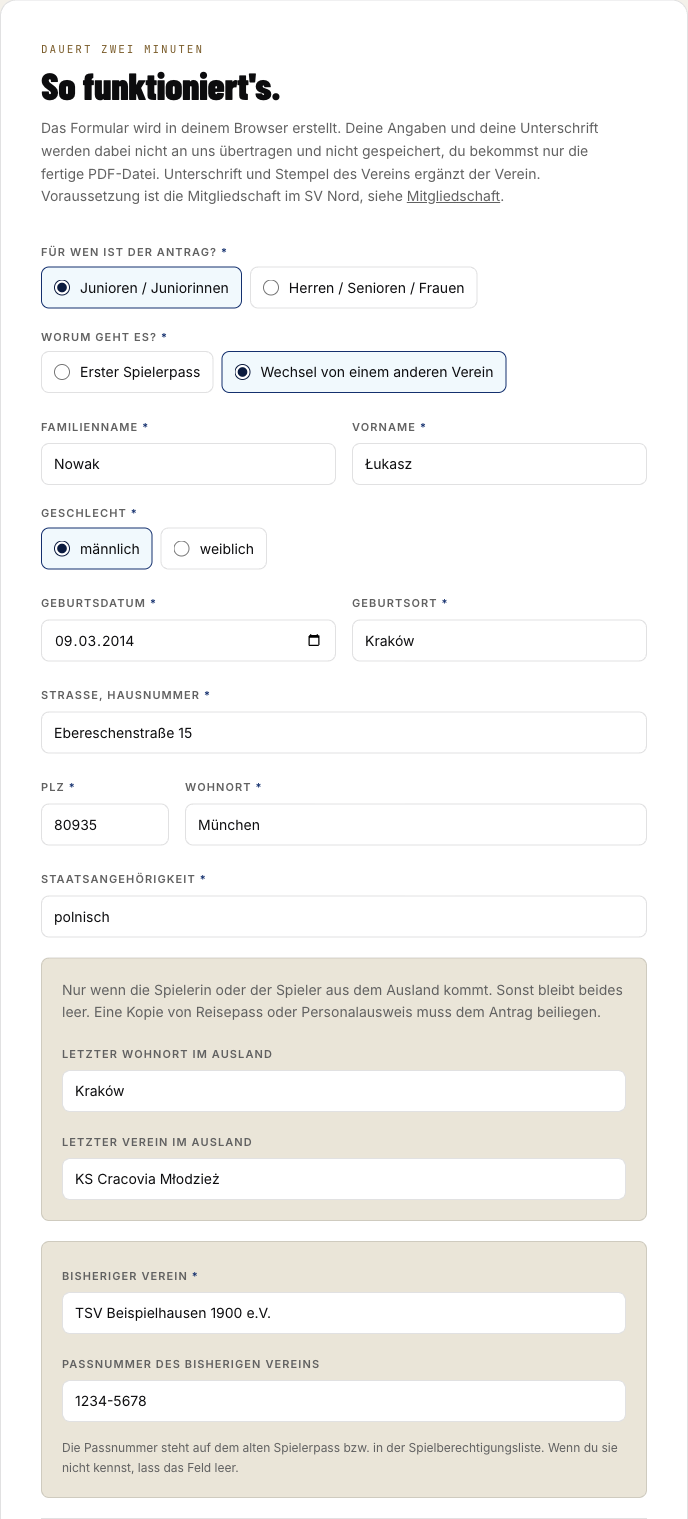 DAUERT ZWEI MINUTEN
So funktioniert's.
Das Formular wird in deinem Browser erstellt. Deine Angaben und deine Unterschrift
werden dabei nicht an uns übertragen und nicht gespeichert, du bekommst nur die
fertige PDF-Datei. Unterschrift und Stempel des Vereins ergänzt der Verein.
Voraussetzung ist die Mitgliedschaft im SV Nord, siehe Mitgliedschaft.
FÜR WEN IST DER ANTRAG? *
Junioren / Juniorinnen Herren / Senioren / Frauen
WORUM GEHT ES? *
Erster Spielerpass Wechsel von einem anderen Verein
FAMILIENNAME * VORNAME *
Nowak Łukasz
GESCHLECHT *
männlich weiblich
GEBURTSDATUM * GEBURTSORT *
09.03.2014 Kraków
STRASSE, HAUSNUMMER *
Ebereschenstraße 15
PLZ * WOHNORT *
80935 München
STAATSANGEHÖRIGKEIT *
polnisch
Nur wenn die Spielerin oder der Spieler aus dem Ausland kommt. Sonst bleibt beides
leer. Eine Kopie von Reisepass oder Personalausweis muss dem Antrag beiliegen.
LETZTER WOHNORT IM AUSLAND
Kraków
LETZTER VEREIN IM AUSLAND
KS Cracovia Młodzież
BISHERIGER VEREIN *
TSV Beispielhausen 1900 e.V.
PASSNUMMER DES BISHERIGEN VEREINS
1234-5678
Die Passnummer steht auf dem alten Spielerpass bzw. in der Spielberechtigungsliste. Wenn du sie
nicht kennst, lass das Feld leer.